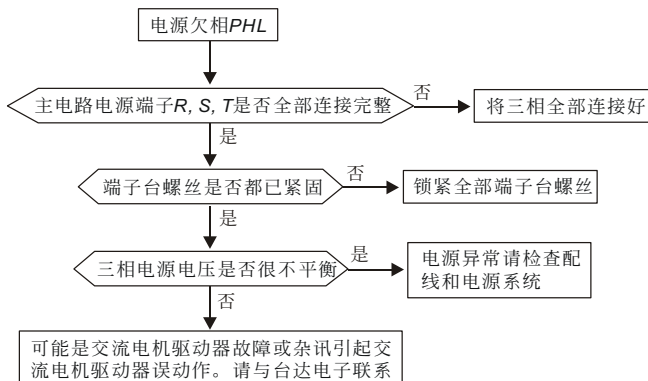 电源欠相PHL
主电路电源端子R, S, T是否全部连接完整
否
将三相全部连接好
是
端子台螺丝是否都已紧固
否
锁紧全部端子台螺丝
是
三相电源电压是否很不平衡
是
电源异常请检查配
线和电源系统
否
可能是交流电机驱动器故障或杂讯引起交
流电机驱动器误动作。请与台达电子联系